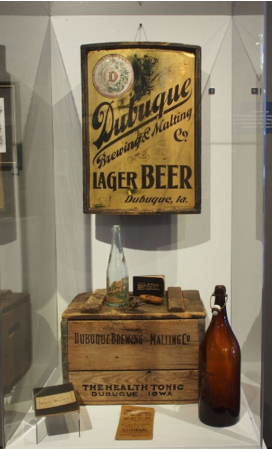 D
Dubuque
Brewing & Malting
Co
LAGER BEER
Dubuque, Ia.
DUBUQUE BREWING MALTING CO
THE HEALTH TONIC
DUBUQUE IOWA